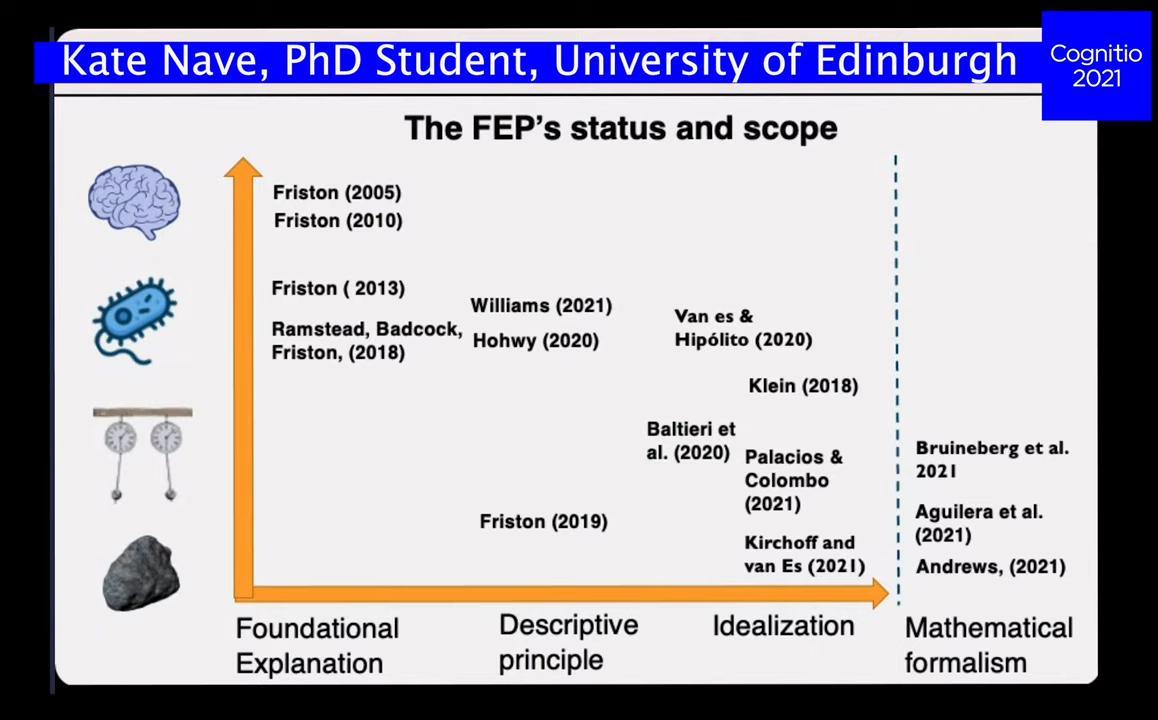 Kate Nave, PhD Student, University of Edinburgh
Cognitio
2021
The FEP's status and scope
Friston (2005)
Friston (2010)
Friston ( 2013)
Ramstead, Badcock,
Friston, (2018)
Williams (2021)
Hohwy (2020)
Van es &
Hipólito (2020)
Klein (2018)
Baltieri et
al. (2020)
Palacios &
Colombo
(2021)
Friston (2019)
Kirchoff and
van Es (2021)
Bruineberg et al.
2021
Aguilera et al.
(2021)
Andrews, (2021)
Foundational
Explanation
Descriptive
principle
Idealization
Mathematical
formalism